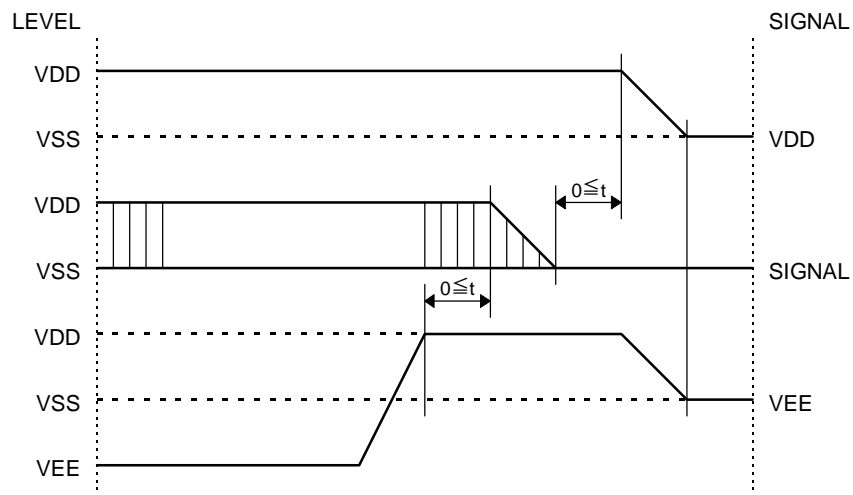 LEVEL SIGNAL
VDD
VSS VDD
VDD 0≦t
VSS SIGNAL
0≦t
VDD
VSS VEE
VEE